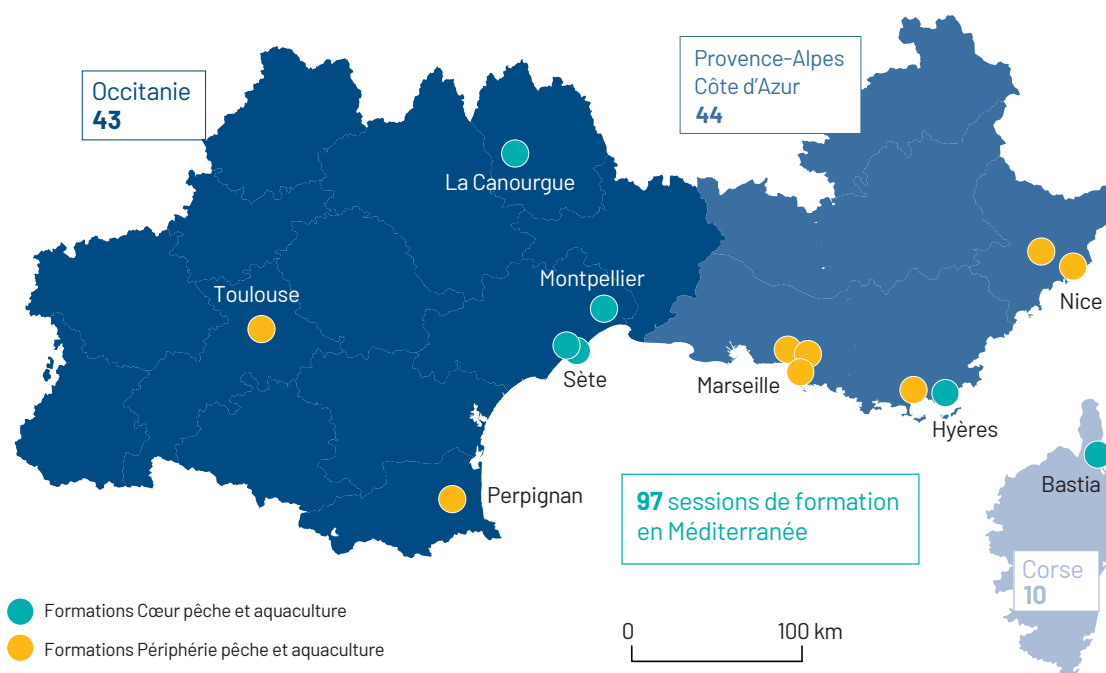 Occitanie
43
Provence-Alpes
Côte d'Azur
44
La Canourgue
Montpellier
Toulouse
Sète
Nice
Marseille
Hyères
Perpignan
Bastia
97 sessions de formation
en Méditerranée
Corse
10
Formations Cœur pêche et aquaculture
Formations Périphérie pêche et aquaculture
0
100 km